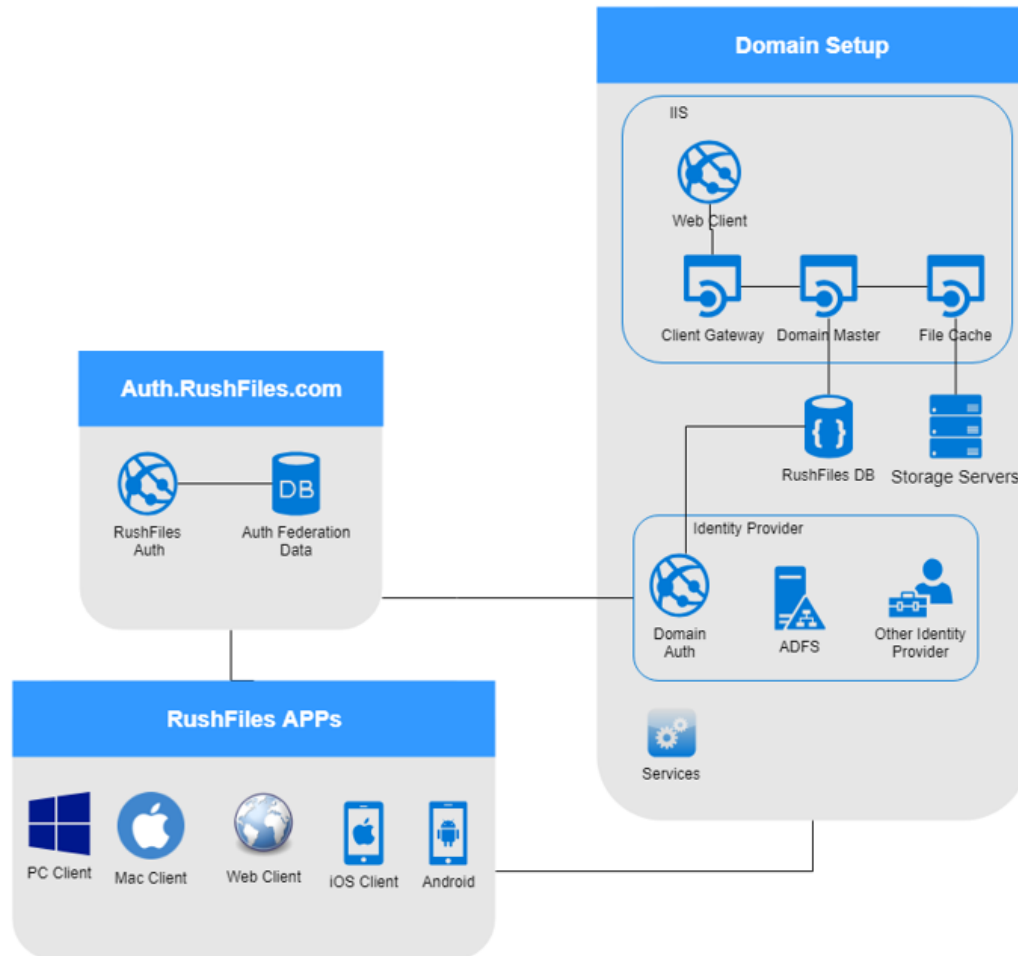 Domain Setup
IIS
Web Client
Client Gateway
Domain Master
File Cache
RushFiles DB
Storage Servers
Identity Provider
Domain
Auth
ADFS
Other Identity
Provider
Services
Auth.RushFiles.com
DB
RushFiles
Auth
Auth Federation
Data
RushFiles APPs
PC Client
Mac Client
Web Client
iOS Client
Android